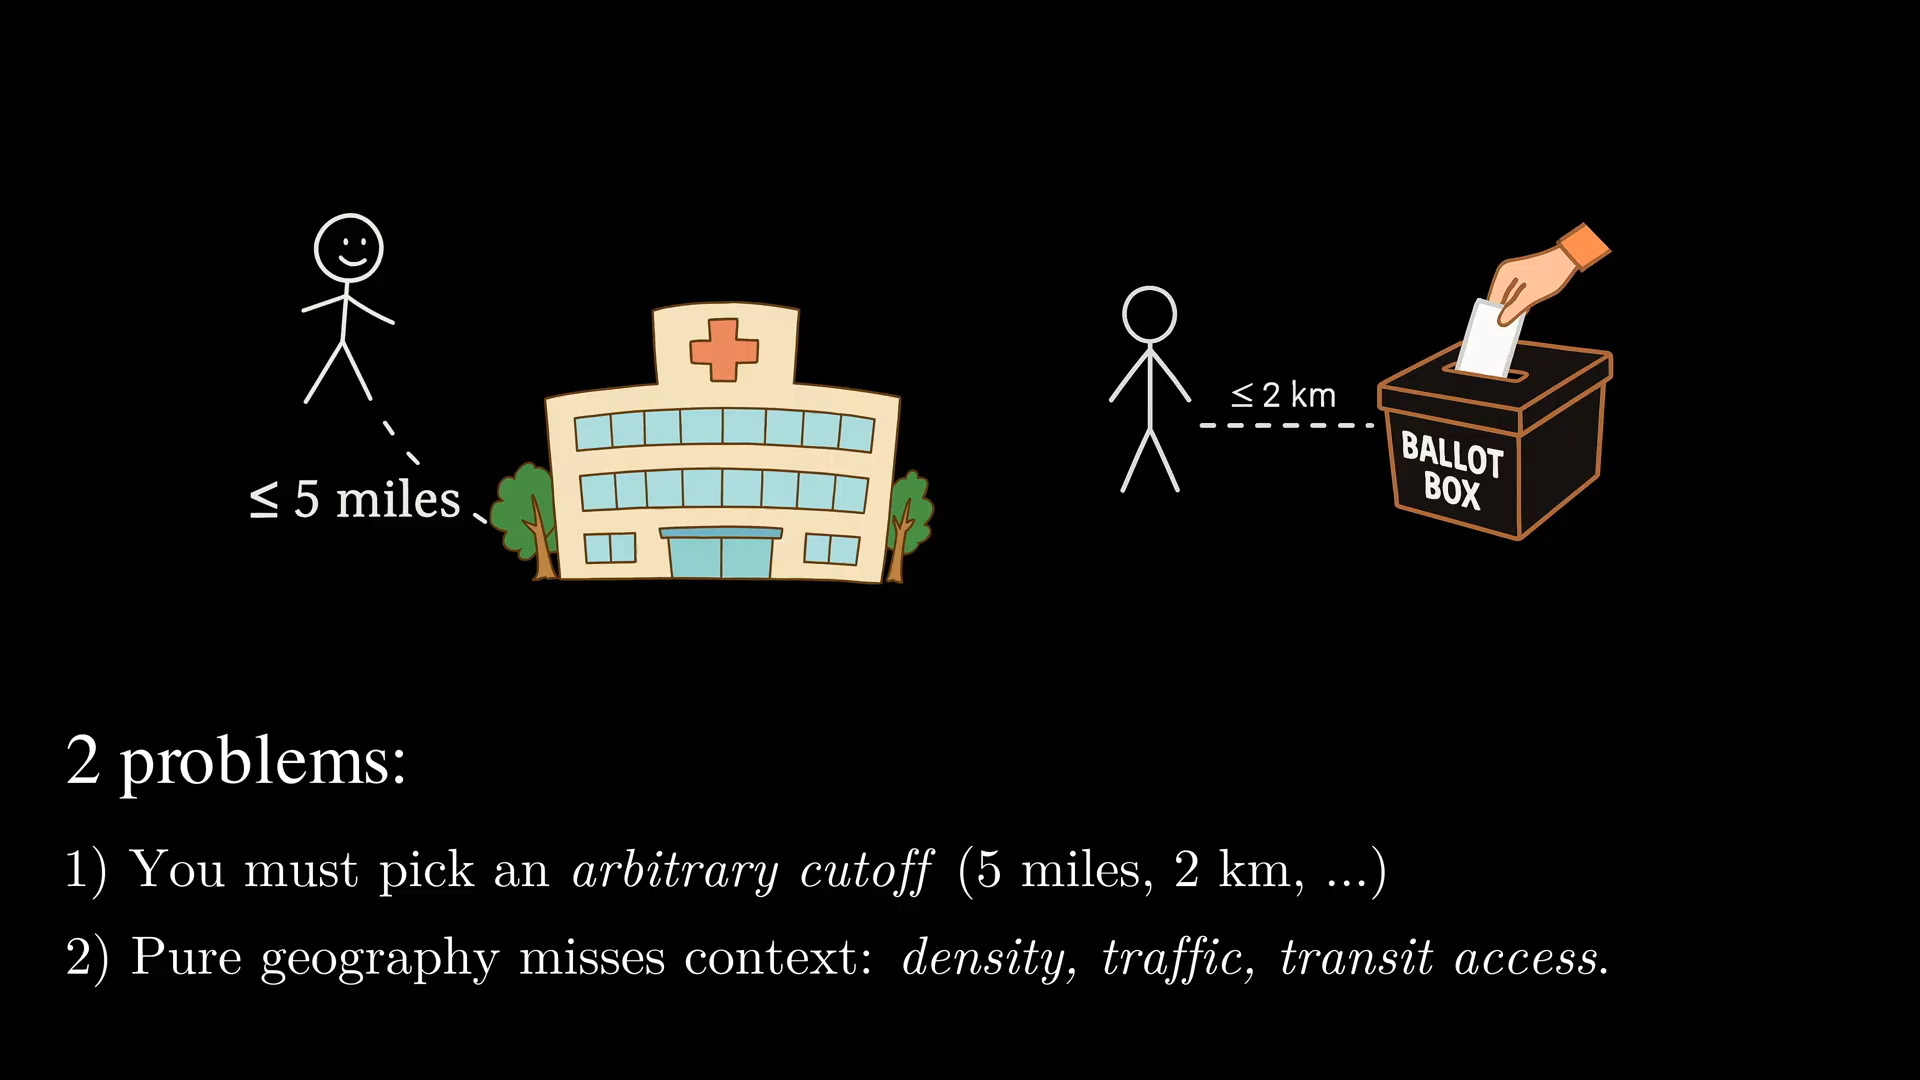 ≤ 5 miles
≤ 2 km
BALLOT
BOX
2 problems:
1) You must pick an arbitrary cutoff (5 miles, 2 km, ...)
2) Pure geography misses context: density, traffic, transit access.